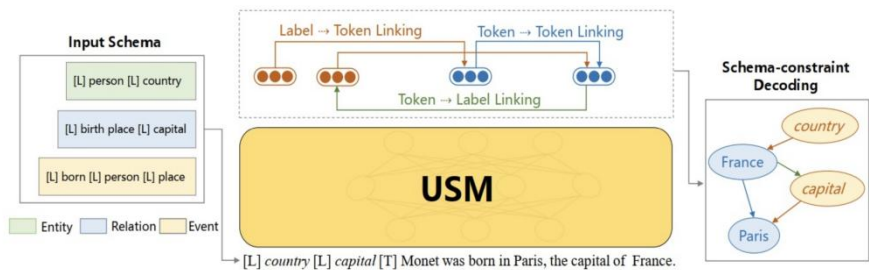 Input Schema
[L] person [L] country
[L] birth place [L] capital
[L] born [L] person [L] place
Entity Relation Event
Label → Token Linking Token → Token Linking
Token → Label Linking
USM
[L] country [L] capital [T] Monet was born in Paris, the capital of France.
Schema-constraint
Decoding
country
France
capital
Paris